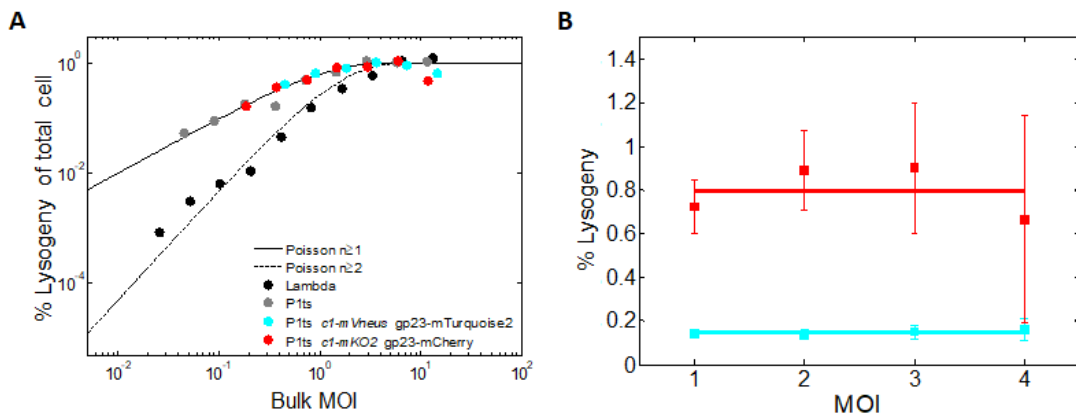 A
% Lysogeny of total cell
10^0
10^-2
10^-4
Poisson n≥1
Poisson n≥2
Lambda
P1ts
P1ts c1-mVheus gp23-mTurquoise2
P1ts c1-mKO2 gp23-mCherry
10^-2 10^-1 10^0 10^1 10^2
Bulk MOI
B
% Lysogeny
1.4
1.2
1
0.8
0.6
0.4
0.2
0
1 2 3 4
MOI